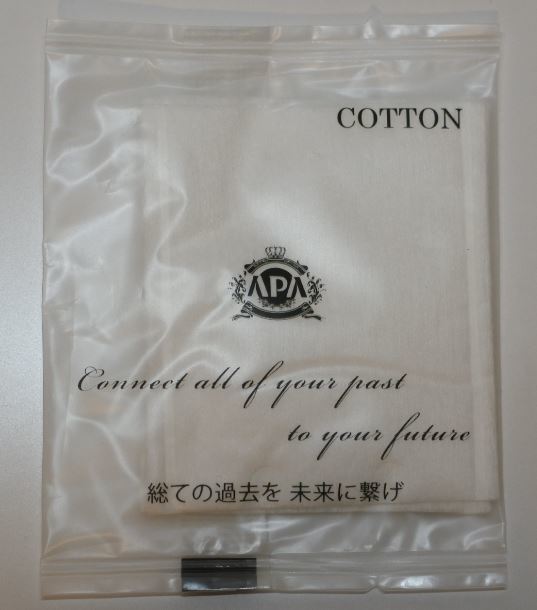 COTTON
APA
Connect all of your past
to your future
総ての過去を 未来に繋げ